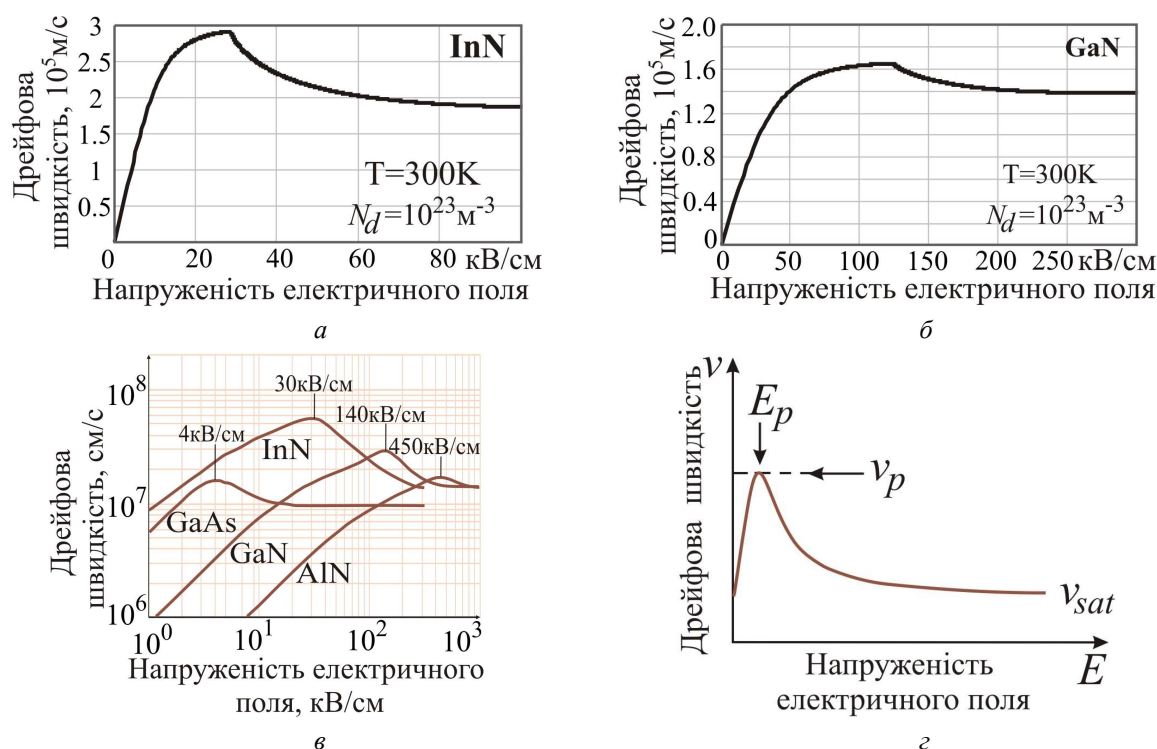 3
2.5
2
1.5
1
0.5
0
20
40
60
80
кВ/см
Дрейфова
швидкість, 10⁵м/с
InN
T=300K
N_d=10²³м⁻³
Напруженість електричного поля
а
2.0
1.6
1.2
0.8
0.4
0
0
50
100
150
200
250
кВ/см
Дрейфова
швидкість, 10⁵м/с
GaN
T=300K
N_d=10²³м⁻³
Напруженість електричного поля
б
10⁸
10⁷
10⁶
10⁰
10¹
10²
10³
Дрейфова
швидкість, см/с
30кВ/см
140кВ/см
4кВ/см
450кВ/см
InN
GaAs
GaN
AlN
Напруженість електричного
поля, кВ/см
в
v
E_p
v_p
v_sat
Дрейфова швидкість
Напруженість
електричного поля
E
г